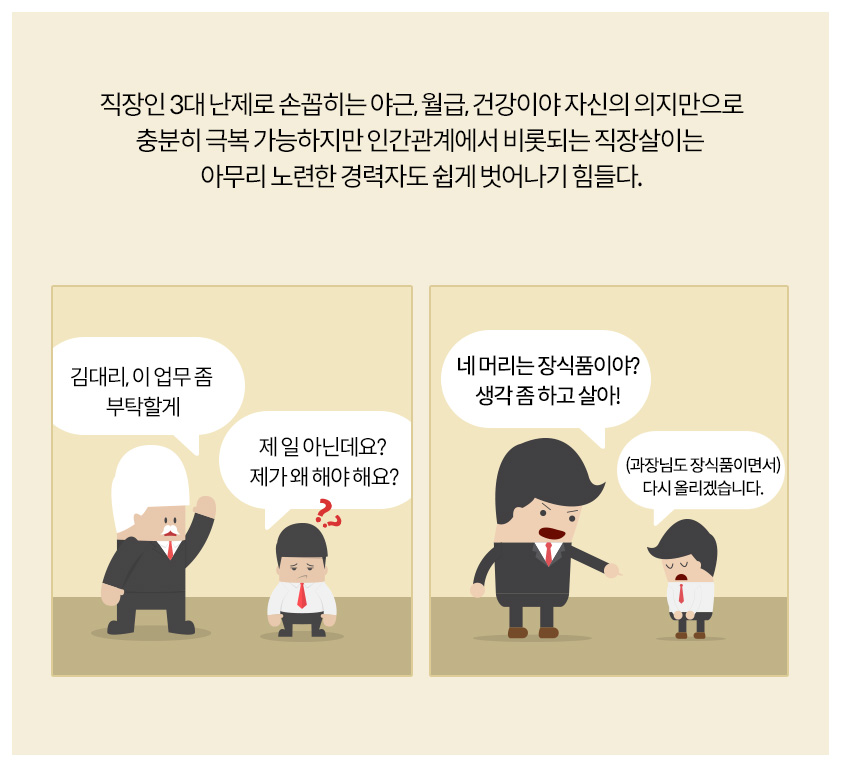 직장인 3대 난제로 손꼽히는 야근, 월급, 건강이야 자신의 의지만으로
충분히 극복 가능하지만 인간관계에서 비롯되는 직장살이는
아무리 노련한 경력자도 쉽게 벗어나기 힘들다.
김대리, 이 업무 좀
부탁할게
제 일 아닌데요?
제가 왜 해야 해요?
??
네 머리는 장식품이야?
생각 좀 하고 살아!
(과장님도 장식품이면서)
다시 올리겠습니다.